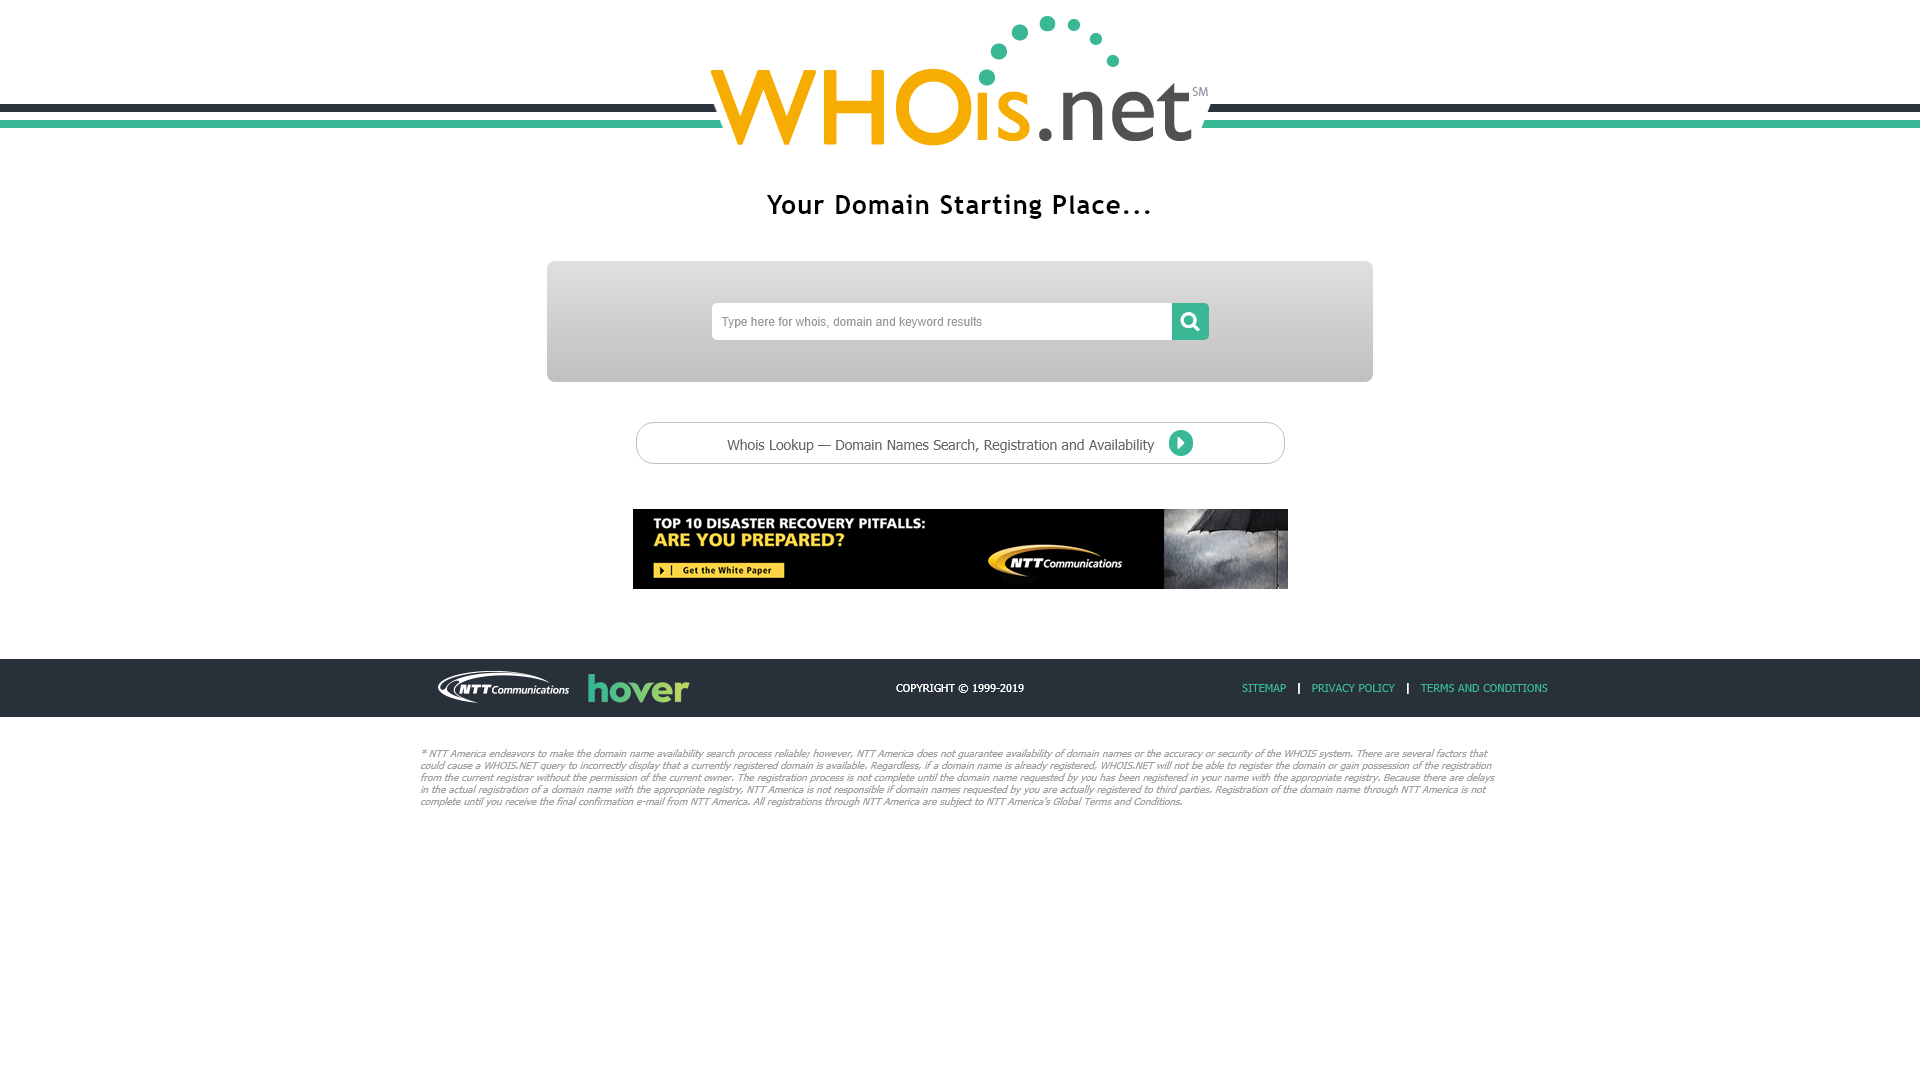 WHOis.net SM
Your Domain Starting Place...
Type here for whois, domain and keyword results
Whois Lookup — Domain Names Search, Registration and Availability
TOP 10 DISASTER RECOVERY PITFALLS:
ARE YOU PREPARED?
Get the White Paper
NTT Communications
NTT Communications hover COPYRIGHT © 1999-2019 SITEMAP | PRIVACY POLICY | TERMS AND CONDITIONS
* NTT America endeavors to make the domain name availability search process reliable; however, NTT America does not guarantee availability of domain names or the accuracy or security of the WHOIS system. There are several factors that
could cause a WHOIS.NET query to incorrectly display that a currently registered domain is available. Regardless, if a domain name is already registered, WHOIS.NET will not be able to register the domain or gain possession of the registration
from the current registrar without the permission of the current owner. The registration process is not complete until the domain name requested by you has been registered in your name with the appropriate registry. Because there are delays
in the actual registration of a domain name with the appropriate registry, NTT America is not responsible if domain names requested by you are actually registered to third parties. Registration of the domain name through NTT America is not
complete until you receive the final confirmation e-mail from NTT America. All registrations through NTT America are subject to NTT America's Global Terms and Conditions.